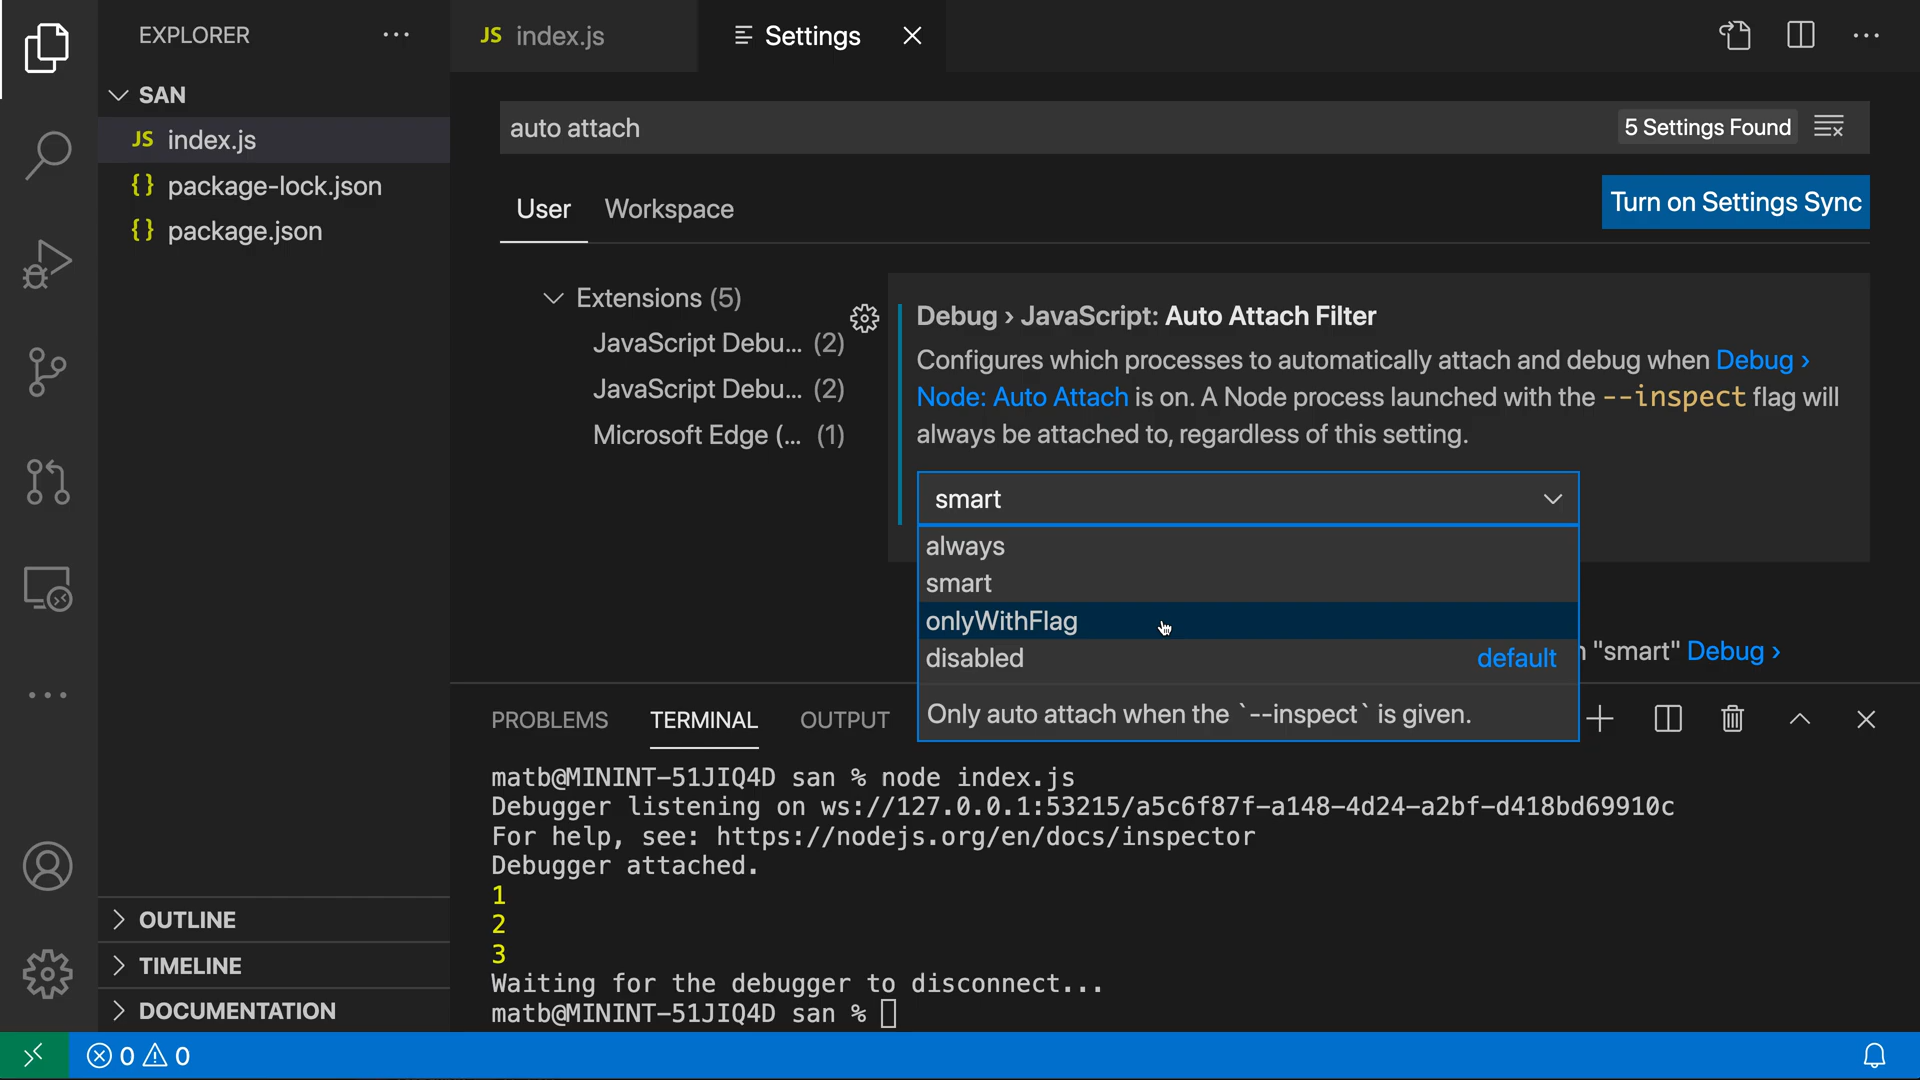 EXPLORER
SAN
JS index.js
{} package-lock.json
{} package.json
OUTLINE
TIMELINE
DOCUMENTATION
JS index.js
Settings
auto attach
5 Settings Found
User
Workspace
Turn on Settings Sync
Extensions (5)
JavaScript Debu... (2)
JavaScript Debu... (2)
Microsoft Edge (... (1)
Debug › JavaScript: Auto Attach Filter
Configures which processes to automatically attach and debug when Debug ›
Node: Auto Attach is on. A Node process launched with the --inspect flag will
always be attached to, regardless of this setting.
smart
always
smart
onlyWithFlag
disabled default
Only auto attach when the `--inspect` is given.
"smart" Debug ›
PROBLEMS
TERMINAL
OUTPUT
matb@MININT-51JIQ4D san % node index.js
Debugger listening on ws://127.0.0.1:53215/a5c6f87f-a148-4d24-a2bf-d418bd69910c
For help, see: https://nodejs.org/en/docs/inspector
Debugger attached.
1
2
3
Waiting for the debugger to disconnect...
matb@MININT-51JIQ4D san %
0 0